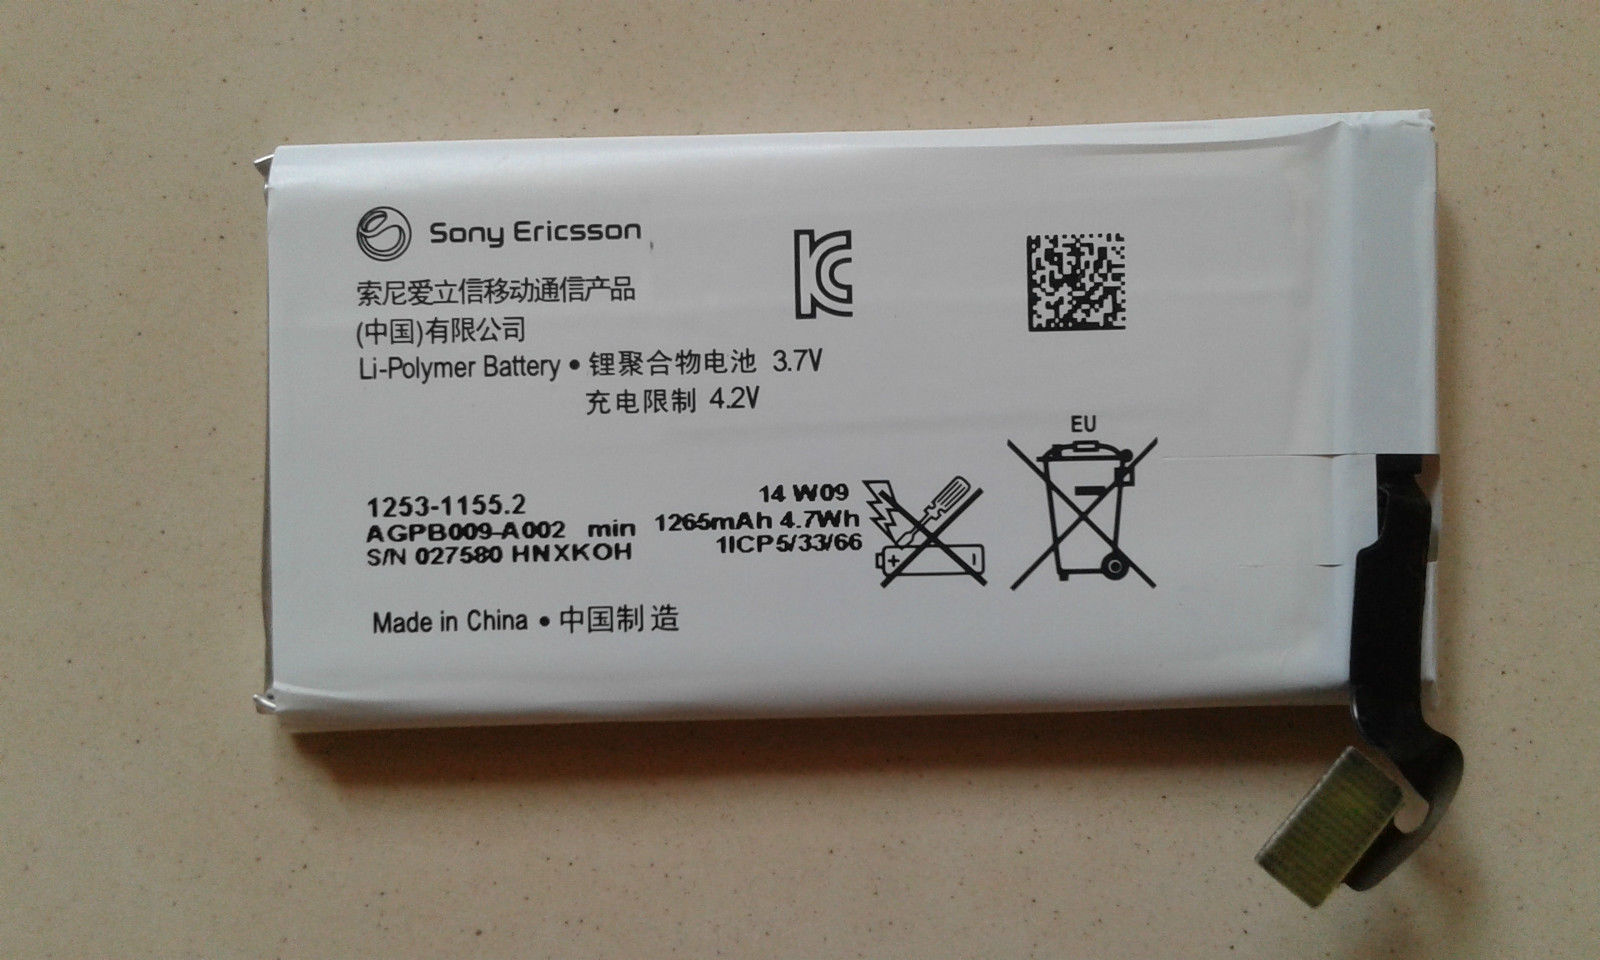 Sony Ericsson
索尼爱立信移动通信产品
(中国)有限公司
Li-Polymer Battery • 锂聚合物电池 3.7V
充电限制 4.2V
EU
1253-1155.2
14 W09
AGPB009-A002 min 1265mAh 4.7Wh
S/N 027580 HNXKOH 1ICP5/33/66
Made in China • 中国制造